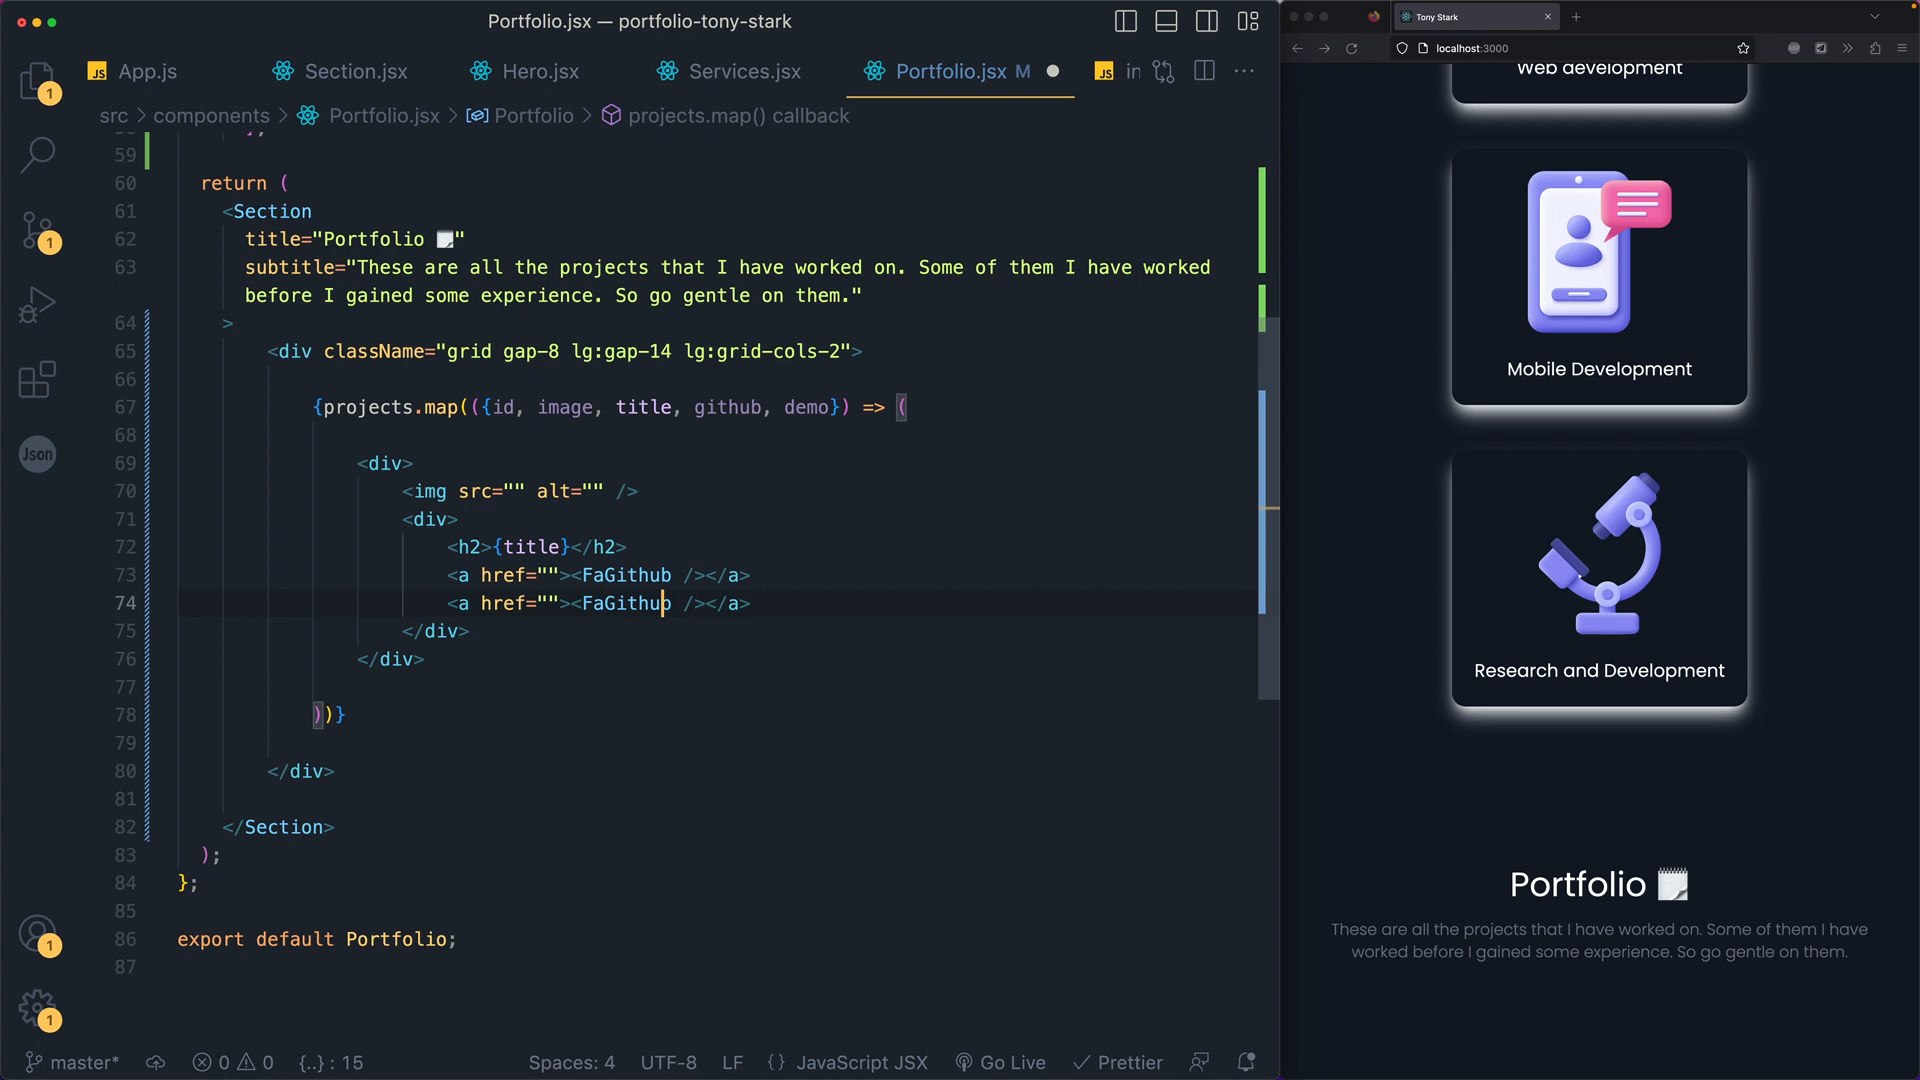 Portfolio.jsx — portfolio-tony-stark
JS App.js
Section.jsx
Hero.jsx
Services.jsx
Portfolio.jsx M
JS in
src > components > Portfolio.jsx > Portfolio > projects.map() callback
59
60 return (
61 <Section
62 title="Portfolio 🗒️"
63 subtitle="These are all the projects that I have worked on. Some of them I have worked
before I gained some experience. So go gentle on them."
64 >
65 <div className="grid gap-8 lg:gap-14 lg:grid-cols-2">
66
67 {projects.map(({id, image, title, github, demo}) => (
68
69 <div>
70 <img src="" alt="" />
71 <div>
72 <h2>{title}</h2>
73 <a href=""><FaGithub /></a>
74 <a href=""><FaGithub /></a>
75 </div>
76 </div>
77
78 ))}
79
80 </div>
81
82 </Section>
83 );
84 };
85
86 export default Portfolio;
87
1
1
Json
1
1
master*
0 0
{..} : 15
Spaces: 4
UTF-8
LF
{} JavaScript JSX
Go Live
Prettier
Tony Stark
localhost:3000
Web development
Mobile Development
Research and Development
Portfolio 🗒️
These are all the projects that I have worked on. Some of them I have
worked before I gained some experience. So go gentle on them.